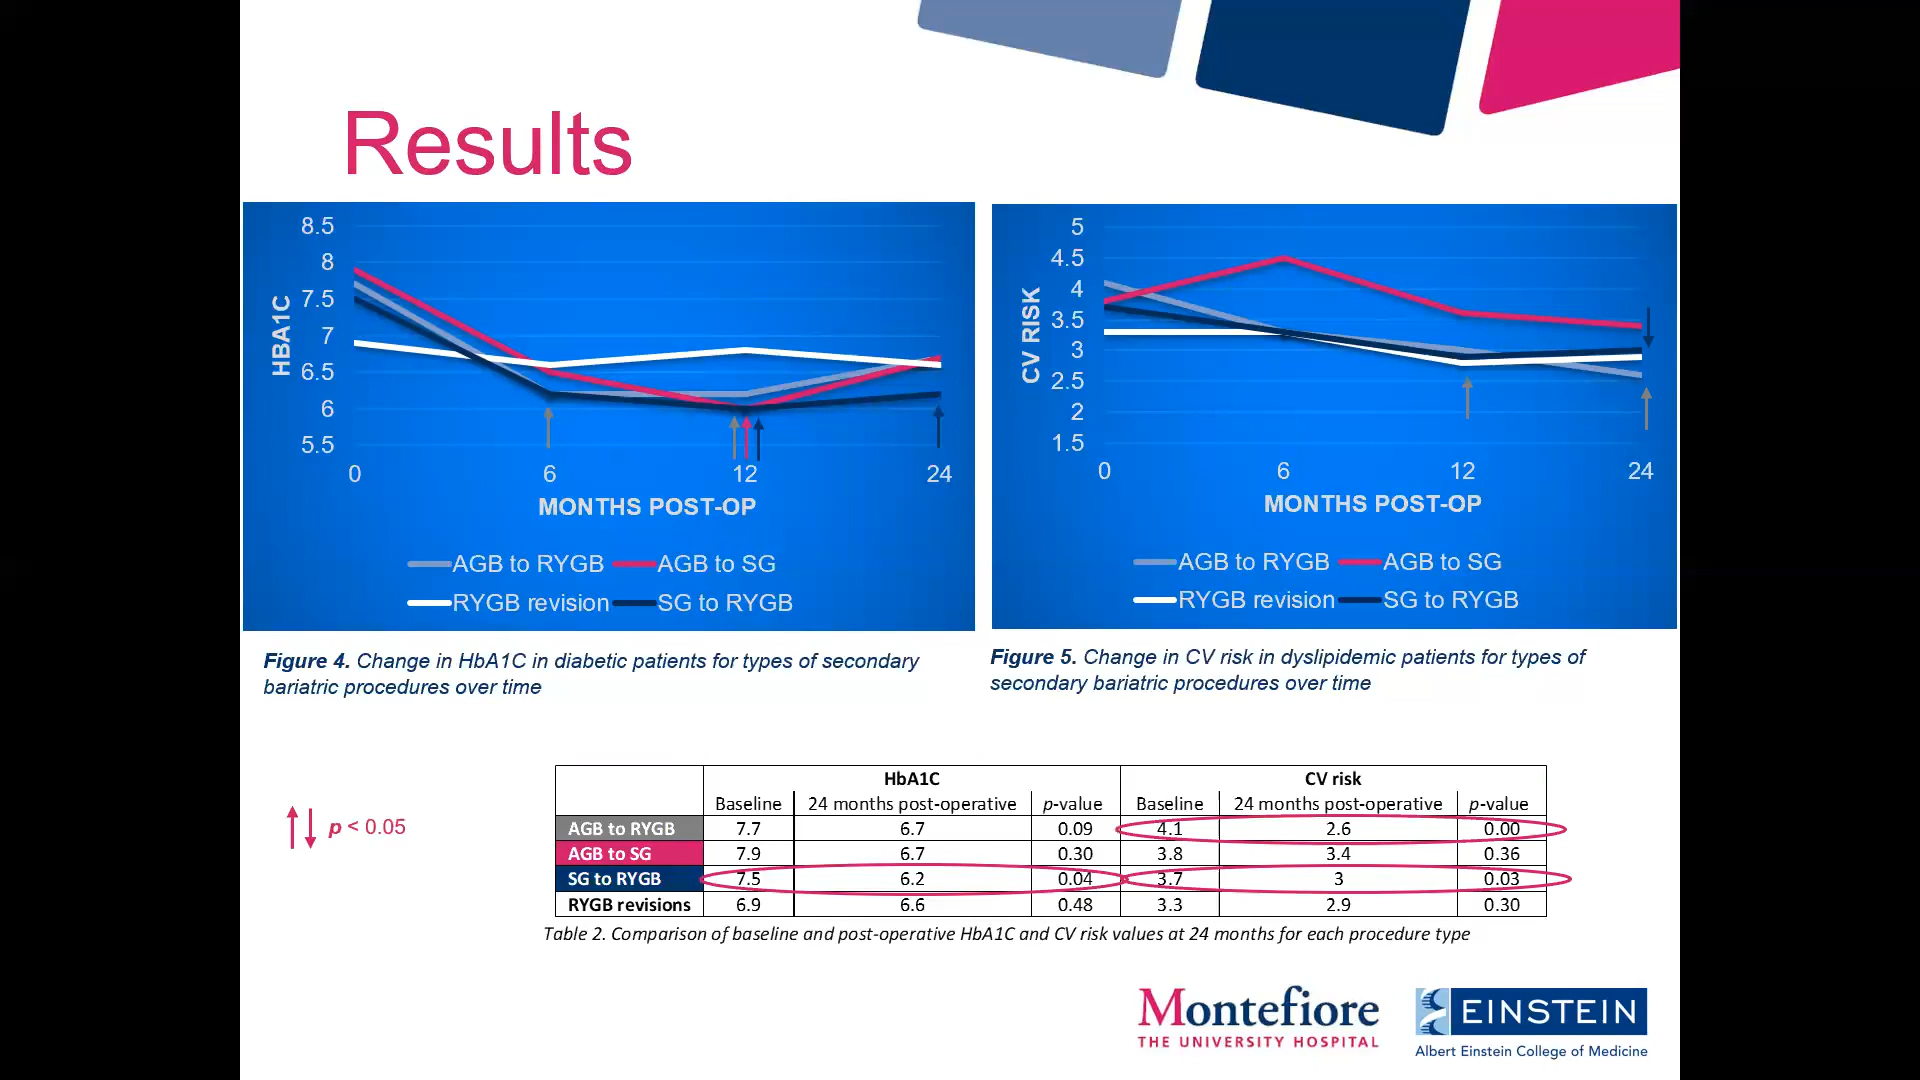 Results
HBA1C
8.5
8
7.5
7
6.5
6
5.5
0 6 12 24
MONTHS POST-OP
AGB to RYGB AGB to SG
RYGB revision SG to RYGB
CV RISK
5
4.5
4
3.5
3
2.5
2
1.5
0 6 12 24
MONTHS POST-OP
AGB to RYGB AGB to SG
RYGB revision SG to RYGB
Figure 4. Change in HbA1C in diabetic patients for types of secondary
bariatric procedures over time
Figure 5. Change in CV risk in dyslipidemic patients for types of
secondary bariatric procedures over time
p < 0.05
HbA1C CV risk
Baseline 24 months post-operative p-value Baseline 24 months post-operative p-value
AGB to RYGB 7.7 6.7 0.09 4.1 2.6 0.00
AGB to SG 7.9 6.7 0.30 3.8 3.4 0.36
SG to RYGB 7.5 6.2 0.04 3.7 3 0.03
RYGB revisions 6.9 6.6 0.48 3.3 2.9 0.30
Table 2. Comparison of baseline and post-operative HbA1C and CV risk values at 24 months for each procedure type
Montefiore
THE UNIVERSITY HOSPITAL
EINSTEIN
Albert Einstein College of Medicine